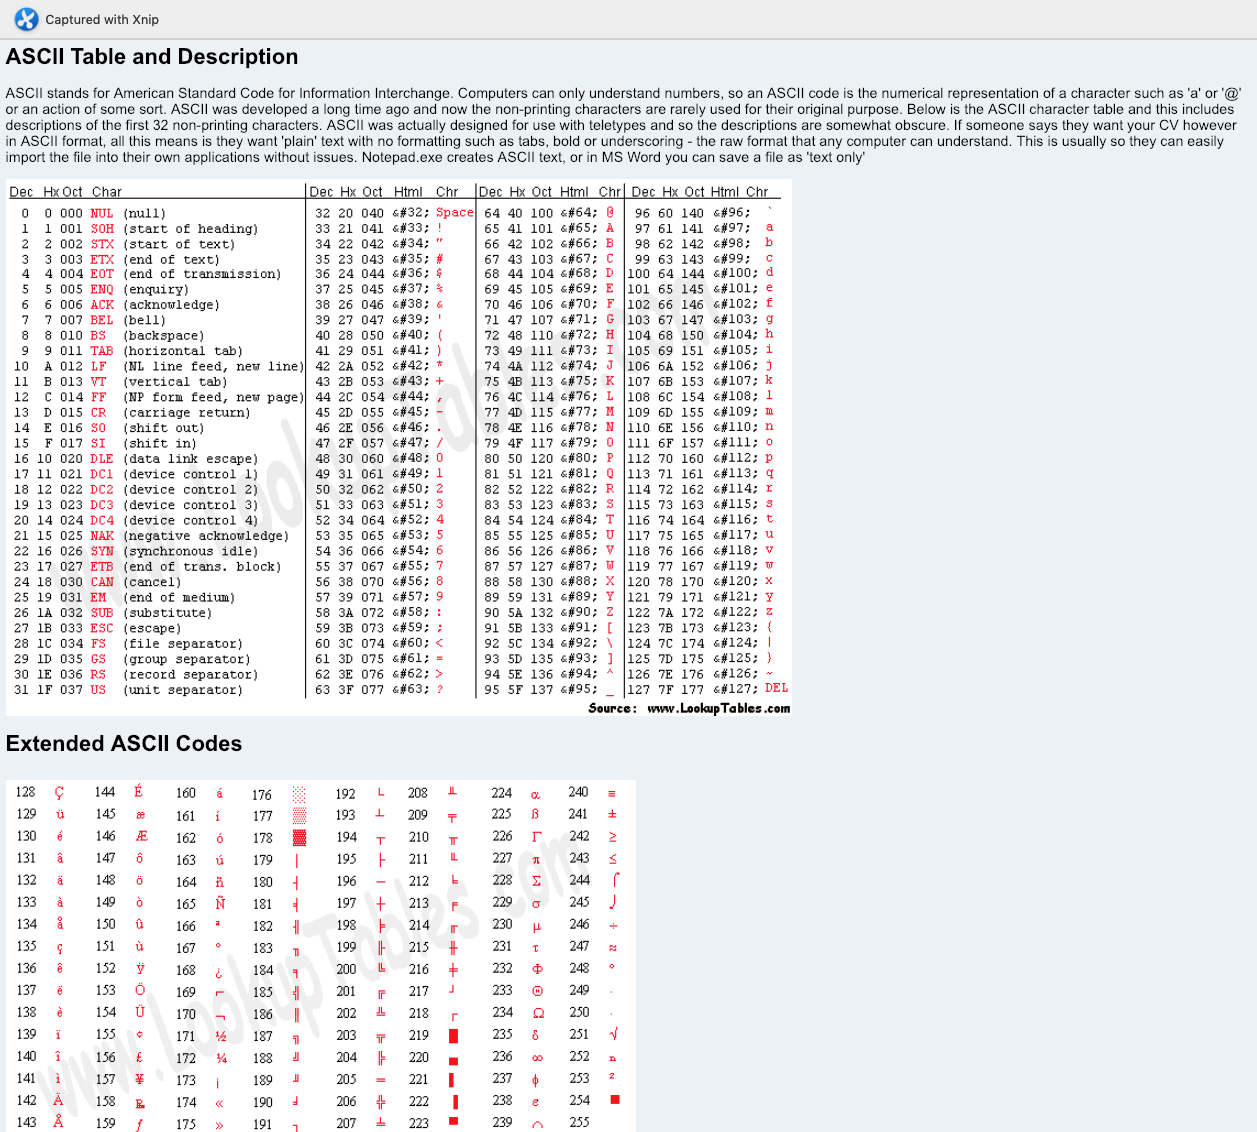 Captured with Xnip
ASCII Table and Description
ASCII stands for American Standard Code for Information Interchange. Computers can only understand numbers, so an ASCII code is the numerical representation of a character such as 'a' or '@'
or an action of some sort. ASCII was developed a long time ago and now the non-printing characters are rarely used for their original purpose. Below is the ASCII character table and this includes
descriptions of the first 32 non-printing characters. ASCII was actually designed for use with teletypes and so the descriptions are somewhat obscure. If someone says they want your CV however
in ASCII format, all this means is they want 'plain' text with no formatting such as tabs, bold or underscoring - the raw format that any computer can understand. This is usually so they can easily
import the file into their own applications without issues. Notepad.exe creates ASCII text, or in MS Word you can save a file as 'text only'
Dec Hx Oct Char Dec Hx Oct Html Chr Dec Hx Oct Html Chr Dec Hx Oct Html Chr
0 0 000 NUL (null) 32 20 040 &#32; Space 64 40 100 &#64; @ 96 60 140 &#96; `
1 1 001 SOH (start of heading) 33 21 041 &#33; ! 65 41 101 &#65; A 97 61 141 &#97; a
2 2 002 STX (start of text) 34 22 042 &#34; " 66 42 102 &#66; B 98 62 142 &#98; b
3 3 003 ETX (end of text) 35 23 043 &#35; # 67 43 103 &#67; C 99 63 143 &#99; c
4 4 004 EOT (end of transmission) 36 24 044 &#36; $ 68 44 104 &#68; D 100 64 144 &#100; d
5 5 005 ENQ (enquiry) 37 25 045 &#37; % 69 45 105 &#69; E 101 65 145 &#101; e
6 6 006 ACK (acknowledge) 38 26 046 &#38; & 70 46 106 &#70; F 102 66 146 &#102; f
7 7 007 BEL (bell) 39 27 047 &#39; ' 71 47 107 &#71; G 103 67 147 &#103; g
8 8 010 BS (backspace) 40 28 050 &#40; ( 72 48 110 &#72; H 104 68 150 &#104; h
9 9 011 TAB (horizontal tab) 41 29 051 &#41; ) 73 49 111 &#73; I 105 69 151 &#105; i
10 A 012 LF (NL line feed, new line) 42 2A 052 &#42; * 74 4A 112 &#74; J 106 6A 152 &#106; j
11 B 013 VT (vertical tab) 43 2B 053 &#43; + 75 4B 113 &#75; K 107 6B 153 &#107; k
12 C 014 FF (NP form feed, new page) 44 2C 054 &#44; , 76 4C 114 &#76; L 108 6C 154 &#108; l
13 D 015 CR (carriage return) 45 2D 055 &#45; - 77 4D 115 &#77; M 109 6D 155 &#109; m
14 E 016 SO (shift out) 46 2E 056 &#46; . 78 4E 116 &#78; N 110 6E 156 &#110; n
15 F 017 SI (shift in) 47 2F 057 &#47; / 79 4F 117 &#79; O 111 6F 157 &#111; o
16 10 020 DLE (data link escape) 48 30 060 &#48; 0 80 50 120 &#80; P 112 70 160 &#112; p
17 11 021 DC1 (device control 1) 49 31 061 &#49; 1 81 51 121 &#81; Q 113 71 161 &#113; q
18 12 022 DC2 (device control 2) 50 32 062 &#50; 2 82 52 122 &#82; R 114 72 162 &#114; r
19 13 023 DC3 (device control 3) 51 33 063 &#51; 3 83 53 123 &#83; S 115 73 163 &#115; s
20 14 024 DC4 (device control 4) 52 34 064 &#52; 4 84 54 124 &#84; T 116 74 164 &#116; t
21 15 025 NAK (negative acknowledge) 53 35 065 &#53; 5 85 55 125 &#85; U 117 75 165 &#117; u
22 16 026 SYN (synchronous idle) 54 36 066 &#54; 6 86 56 126 &#86; V 118 76 166 &#118; v
23 17 027 ETB (end of trans. block) 55 37 067 &#55; 7 87 57 127 &#87; W 119 77 167 &#119; w
24 18 030 CAN (cancel) 56 38 070 &#56; 8 88 58 130 &#88; X 120 78 170 &#120; x
25 19 031 EM (end of medium) 57 39 071 &#57; 9 89 59 131 &#89; Y 121 79 171 &#121; y
26 1A 032 SUB (substitute) 58 3A 072 &#58; : 90 5A 132 &#90; Z 122 7A 172 &#122; z
27 1B 033 ESC (escape) 59 3B 073 &#59; ; 91 5B 133 &#91; [ 123 7B 173 &#123; {
28 1C 034 FS (file separator) 60 3C 074 &#60; < 92 5C 134 &#92; \ 124 7C 174 &#124; |
29 1D 035 GS (group separator) 61 3D 075 &#61; = 93 5D 135 &#93; ] 125 7D 175 &#125; }
30 1E 036 RS (record separator) 62 3E 076 &#62; > 94 5E 136 &#94; ^ 126 7E 176 &#126; ~
31 1F 037 US (unit separator) 63 3F 077 &#63; ? 95 5F 137 &#95; _ 127 7F 177 &#127; DEL
www.LookupTables.com
Source: www.LookupTables.com
Extended ASCII Codes
128 Ç 144 É 160 á 176 ░ 192 └ 208 ╨ 224 α 240 ≡
129 ü 145 æ 161 í 177 ▒ 193 ┴ 209 ╤ 225 ß 241 ±
130 é 146 Æ 162 ó 178 ▓ 194 ┬ 210 ╥ 226 Γ 242 ≥
131 â 147 ô 163 ú 179 │ 195 ├ 211 ╙ 227 π 243 ≤
132 ä 148 ö 164 ñ 180 ┤ 196 ─ 212 ╘ 228 Σ 244 ⌠
133 à 149 ò 165 Ñ 181 ╡ 197 ┼ 213 ╒ 229 σ 245 ⌡
134 å 150 û 166 ª 182 ╢ 198 ╞ 214 ╓ 230 µ 246 ÷
135 ç 151 ù 167 º 183 ╖ 199 ╟ 215 ╫ 231 τ 247 ≈
136 ê 152 ÿ 168 ¿ 184 ╕ 200 ╚ 216 ╪ 232 Φ 248 °
137 ë 153 Ö 169 ⌐ 185 ╣ 201 ╔ 217 ┘ 233 Θ 249 ∙
138 è 154 Ü 170 ¬ 186 ║ 202 ╩ 218 ┌ 234 Ω 250 ·
139 ï 155 ¢ 171 ½ 187 ╗ 203 ╦ 219 █ 235 δ 251 √
140 î 156 £ 172 ¼ 188 ╝ 204 ╠ 220 ▄ 236 ∞ 252 ⁿ
141 ì 157 ¥ 173 ¡ 189 ╜ 205 ═ 221 ▌ 237 φ 253 ²
142 Ä 158 ₧ 174 « 190 ╛ 206 ╬ 222 ▐ 238 ε 254 ■
143 Å 159 ƒ 175 » 191 ┐ 207 ╧ 223 ▀ 239 ∩ 255
www.LookupTables.com